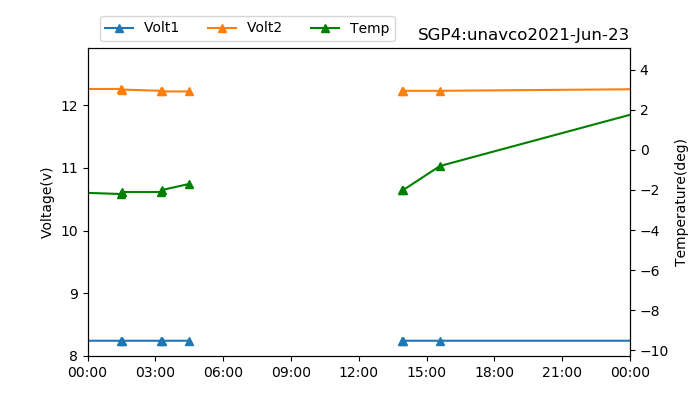 Volt1 Volt2 Temp
SGP4:unavco2021-Jun-23
Voltage(v)
12
11
10
9
8
4
2
0
−2
−4
−6
−8
−10
Temperature(deg)
00:00 03:00 06:00 09:00 12:00 15:00 18:00 21:00 00:00